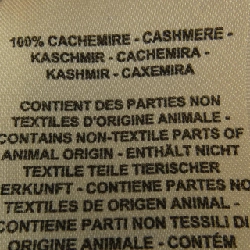 100% CACHEMIRE - CASHMERE -
KASCHMIR - CACHEMIRA -
KASHMIR - CAXEMIRA
CONTIENT DES PARTIES NON
TEXTILES D'ORIGINE ANIMALE -
CONTAINS NON-TEXTILE PARTS OF
ANIMAL ORIGIN - ENTHÄLT NICHT
TEXTILE TEILE TIERISCHER
ERKUNFT - CONTIENE PARTES NO
TEXTILES DE ORIGEN ANIMAL -
CONTIENE PARTI NON TESSILI DI
ORIGINE ANIMALE - CONTÉM